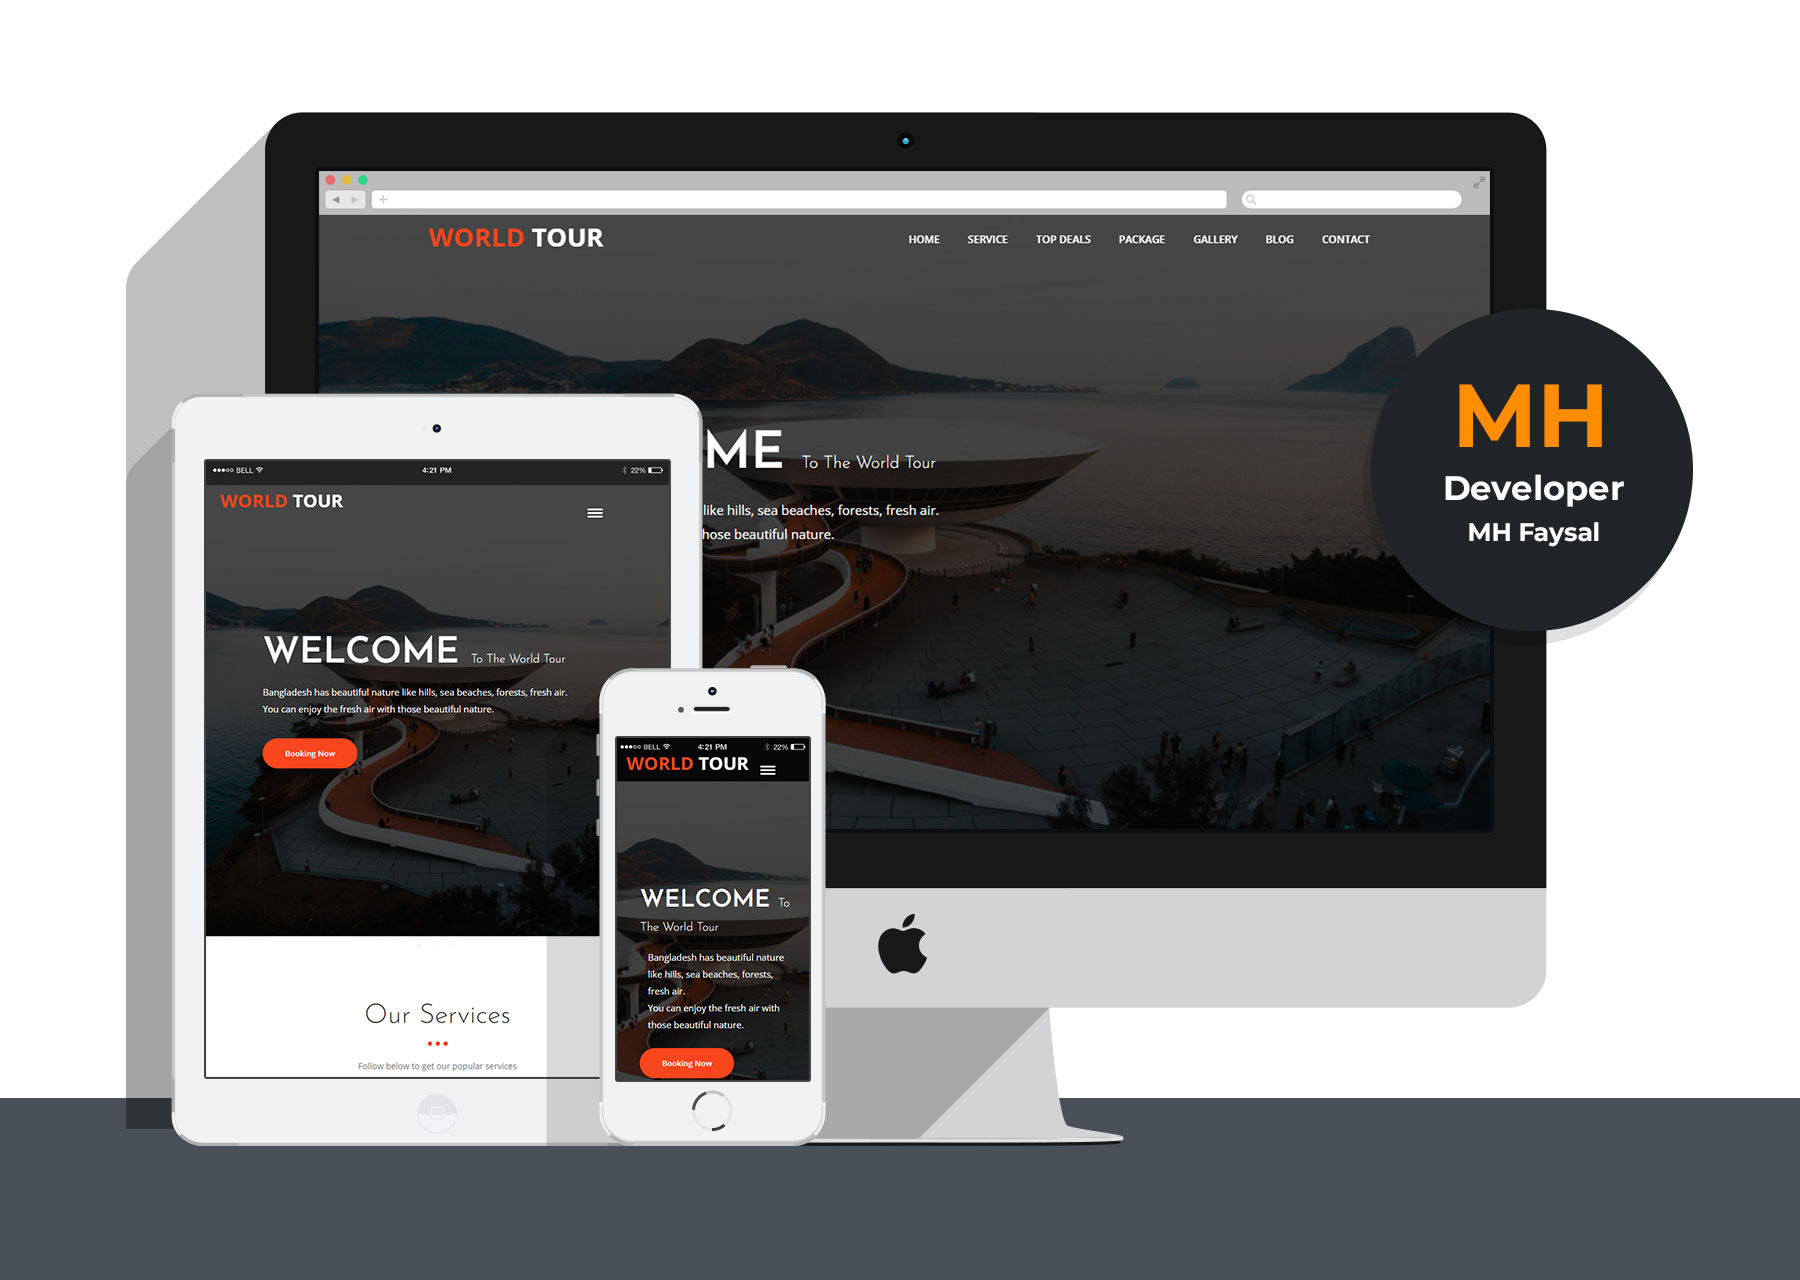 WORLD TOUR
HOME SERVICE TOP DEALS PACKAGE GALLERY BLOG CONTACT
ME To The World Tour
like hills, sea beaches, forests, fresh air.
hose beautiful nature.
MH
Developer
MH Faysal
BELL 4:21 PM 22%
WORLD TOUR
WELCOME To The World Tour
Bangladesh has beautiful nature like hills, sea beaches, forests, fresh air.
You can enjoy the fresh air with those beautiful nature.
Booking Now
Our Services
Follow below to get our popular services
BELL 4:21 PM 22%
WORLD TOUR
WELCOME To
The World Tour
Bangladesh has beautiful nature
like hills, sea beaches, forests,
fresh air.
You can enjoy the fresh air with
those beautiful nature.
Booking Now